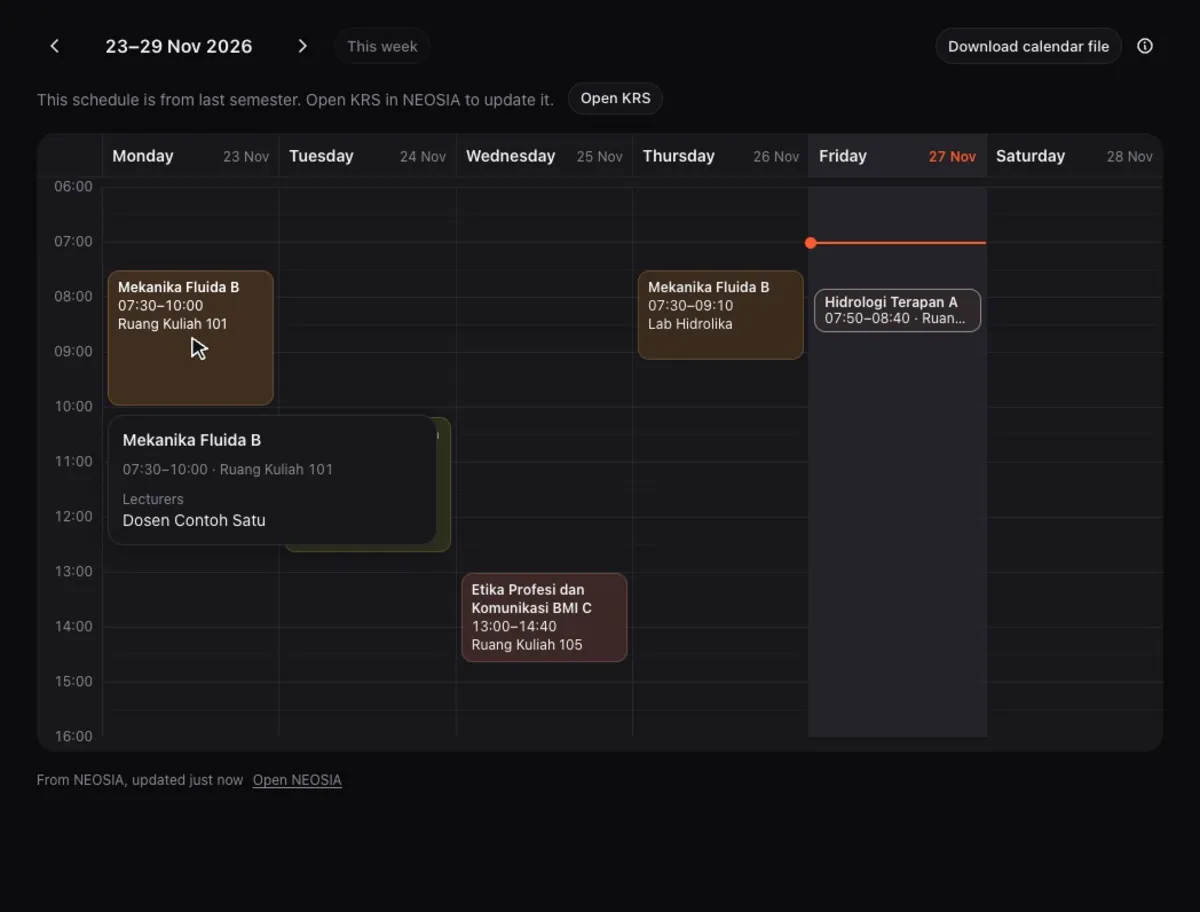 23–29 Nov 2026
This week
Download calendar file
This schedule is from last semester. Open KRS in NEOSIA to update it.
Open KRS
Monday 23 Nov
Tuesday 24 Nov
Wednesday 25 Nov
Thursday 26 Nov
Friday 27 Nov
Saturday 28 Nov
06:00
07:00
08:00
09:00
10:00
11:00
12:00
13:00
14:00
15:00
16:00
Mekanika Fluida B
07:30–10:00
Ruang Kuliah 101
Mekanika Fluida B
07:30–10:00 · Ruang Kuliah 101
Lecturers
Dosen Contoh Satu
Etika Profesi dan
Komunikasi BMI C
13:00–14:40
Ruang Kuliah 105
Mekanika Fluida B
07:30–09:10
Lab Hidrolika
Hidrologi Terapan A
07:50–08:40 · Ruan...
From NEOSIA, updated just now Open NEOSIA